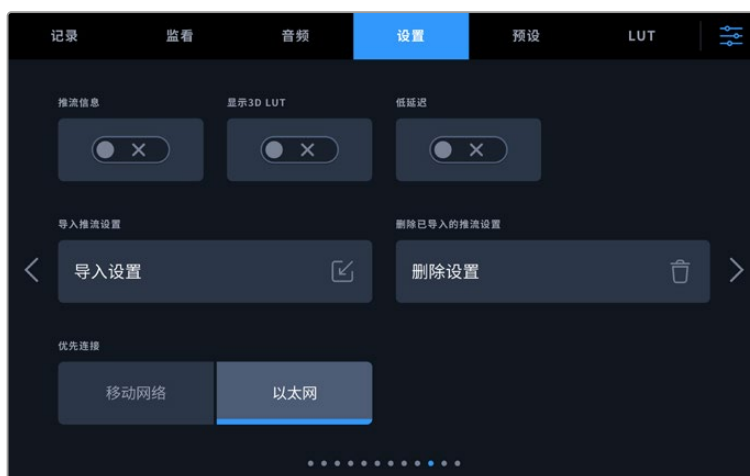 记录 监看 音频 设置 预设 LUT
推流信息 显示3D LUT 低延迟
导入推流设置 删除已导入的推流设置
导入设置 删除设置
优先连接
移动网络 以太网